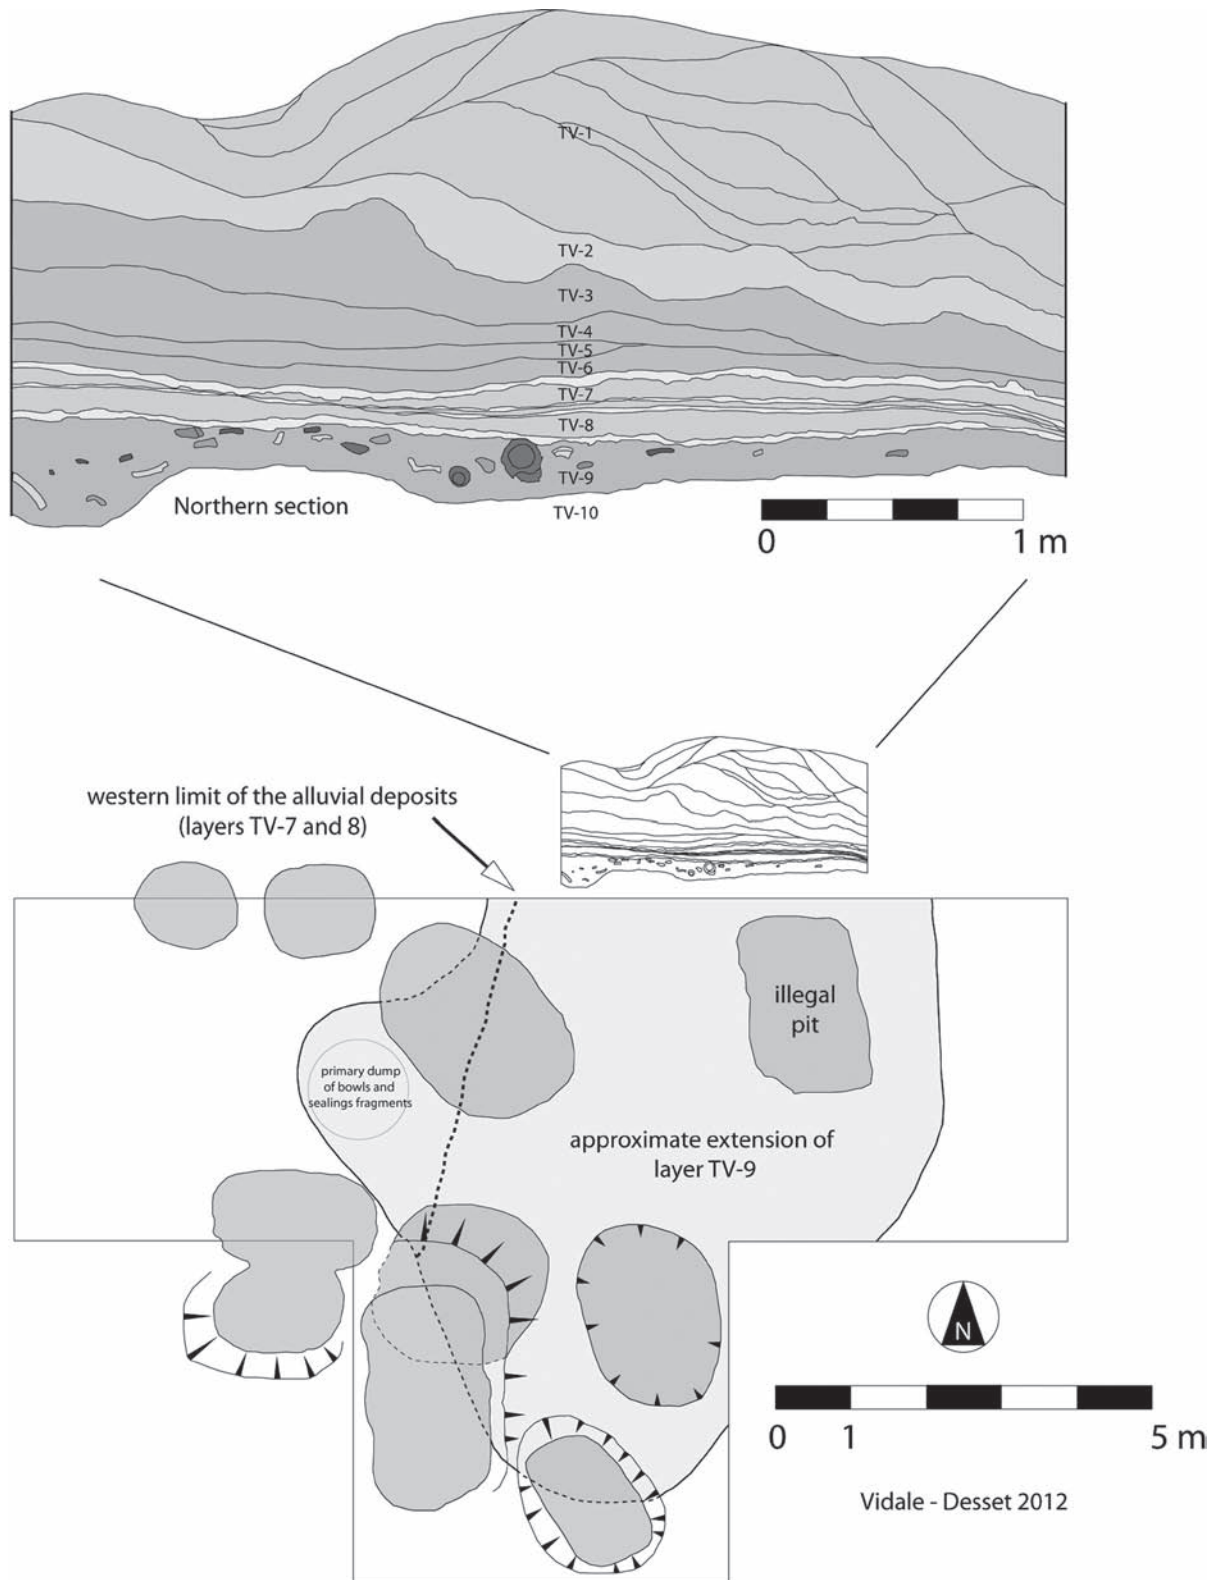 TV-1
TV-2
TV-3
TV-4
TV-5
TV-6
TV-7
TV-8
TV-9
Northern section
TV-10
0 1 m
western limit of the alluvial deposits
(layers TV-7 and 8)
illegal
pit
primary dump
of bowls and
sealings fragments
approximate extension of
layer TV-9
N
0 1 5 m
Vidale - Desset 2012